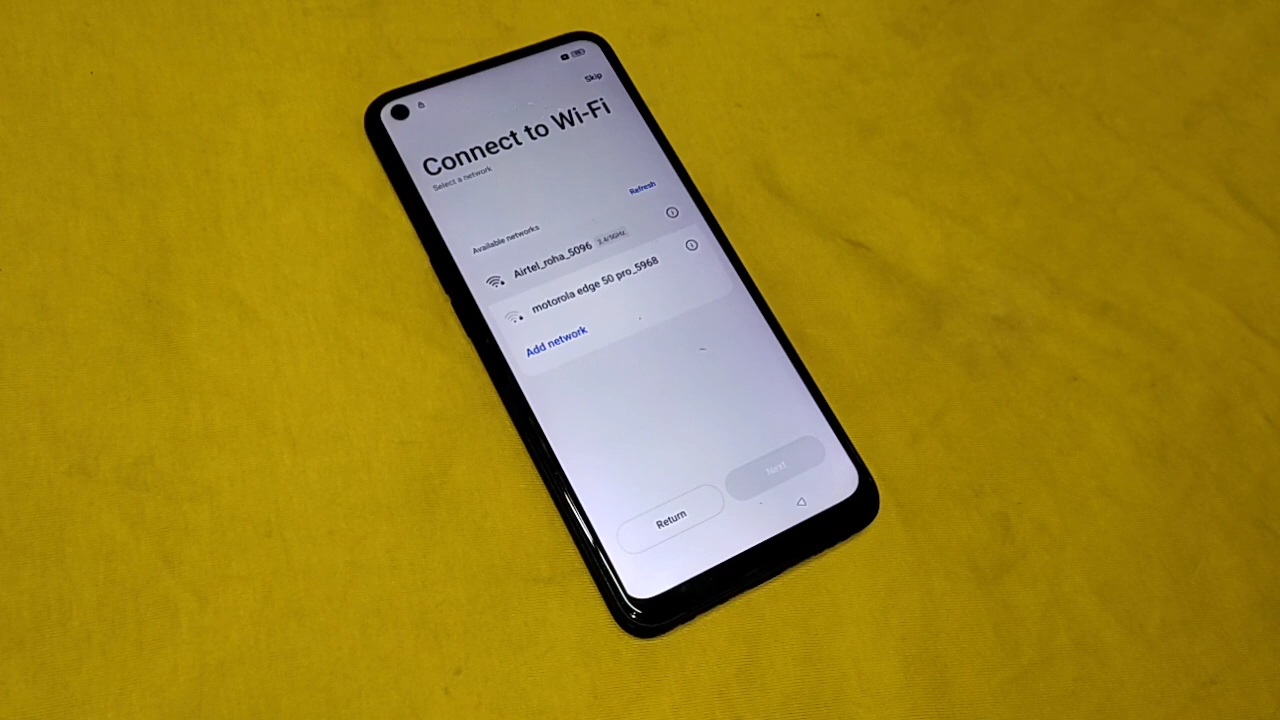 Skip
Connect to Wi-Fi
Select a network
Refresh
Available networks
Airtel_roha_5096 2.4/5GHz
motorola edge 50 pro_5968
Add network
Return
Next